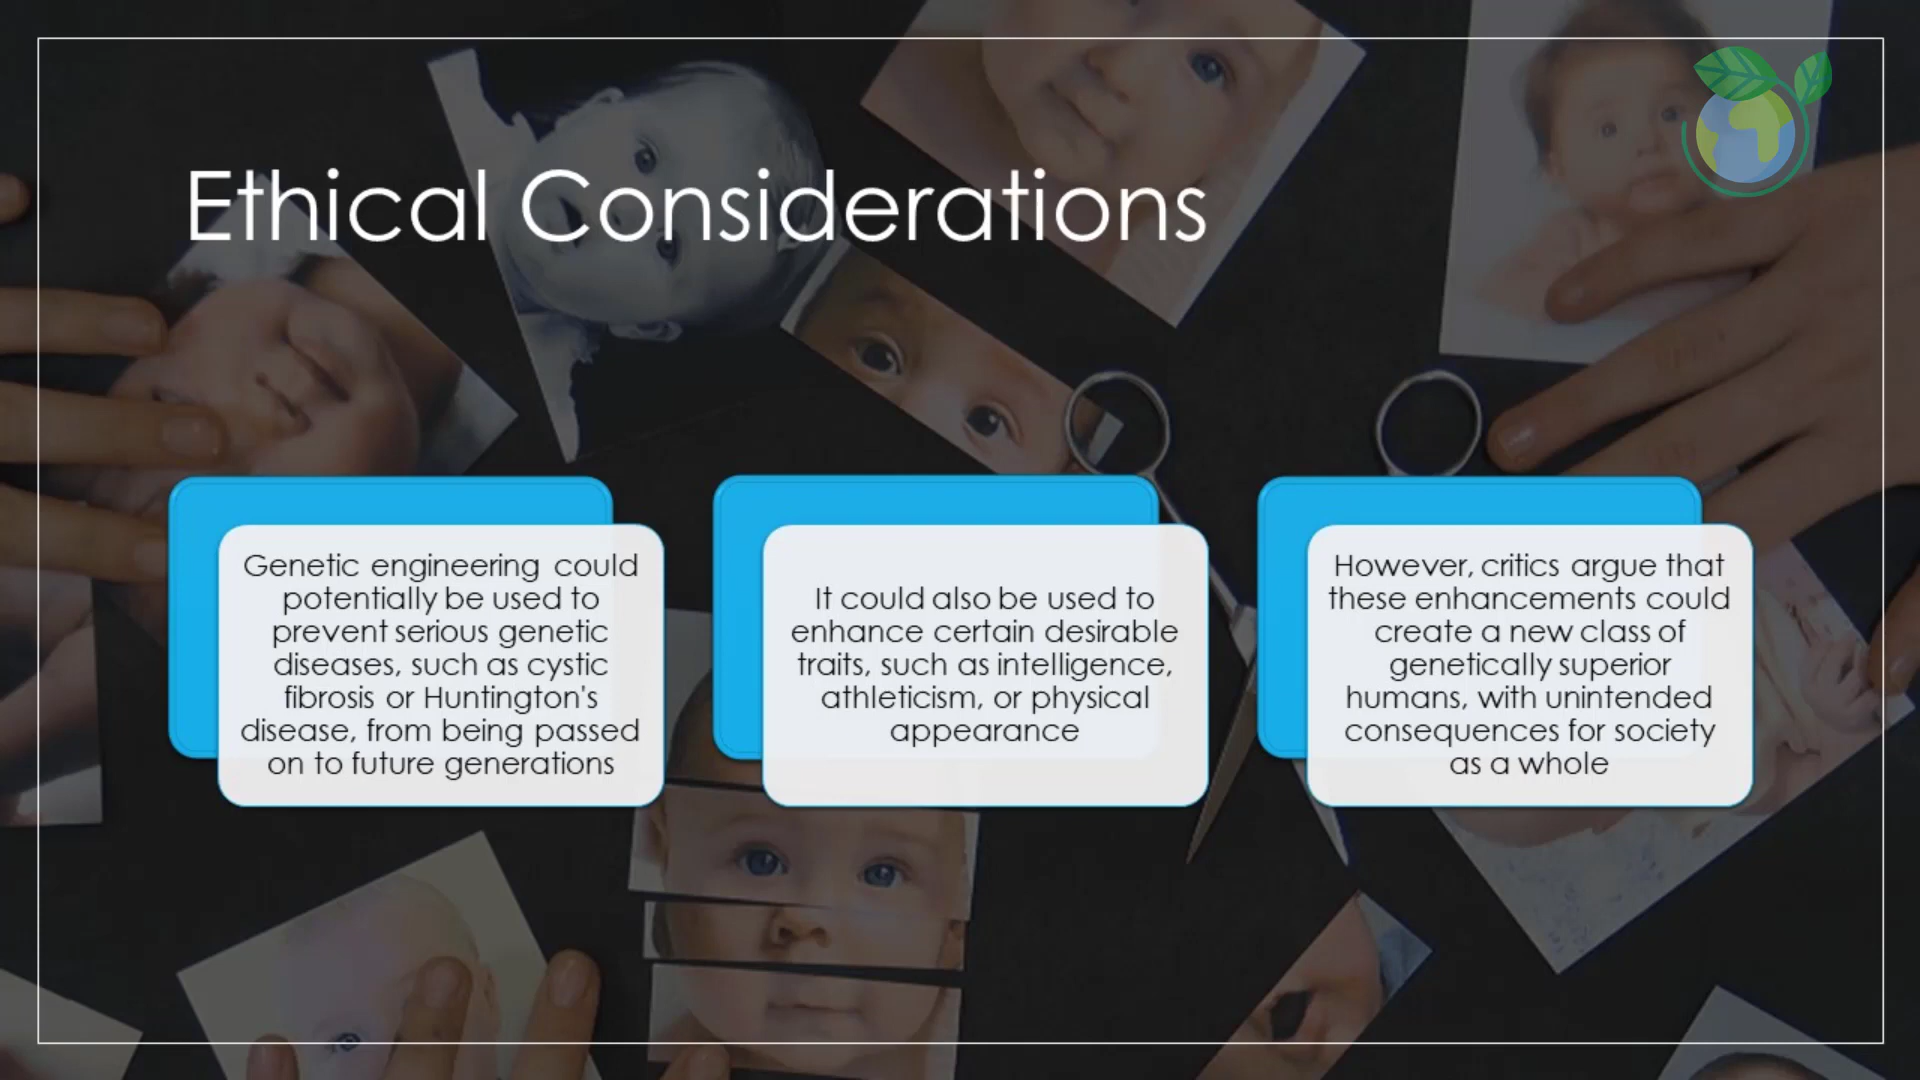 Ethical Considerations
Genetic engineering could
potentially be used to
prevent serious genetic
diseases, such as cystic
fibrosis or Huntington's
disease, from being passed
on to future generations
It could also be used to
enhance certain desirable
traits, such as intelligence,
athleticism, or physical
appearance
However, critics argue that
these enhancements could
create a new class of
genetically superior
humans, with unintended
consequences for society
as a whole